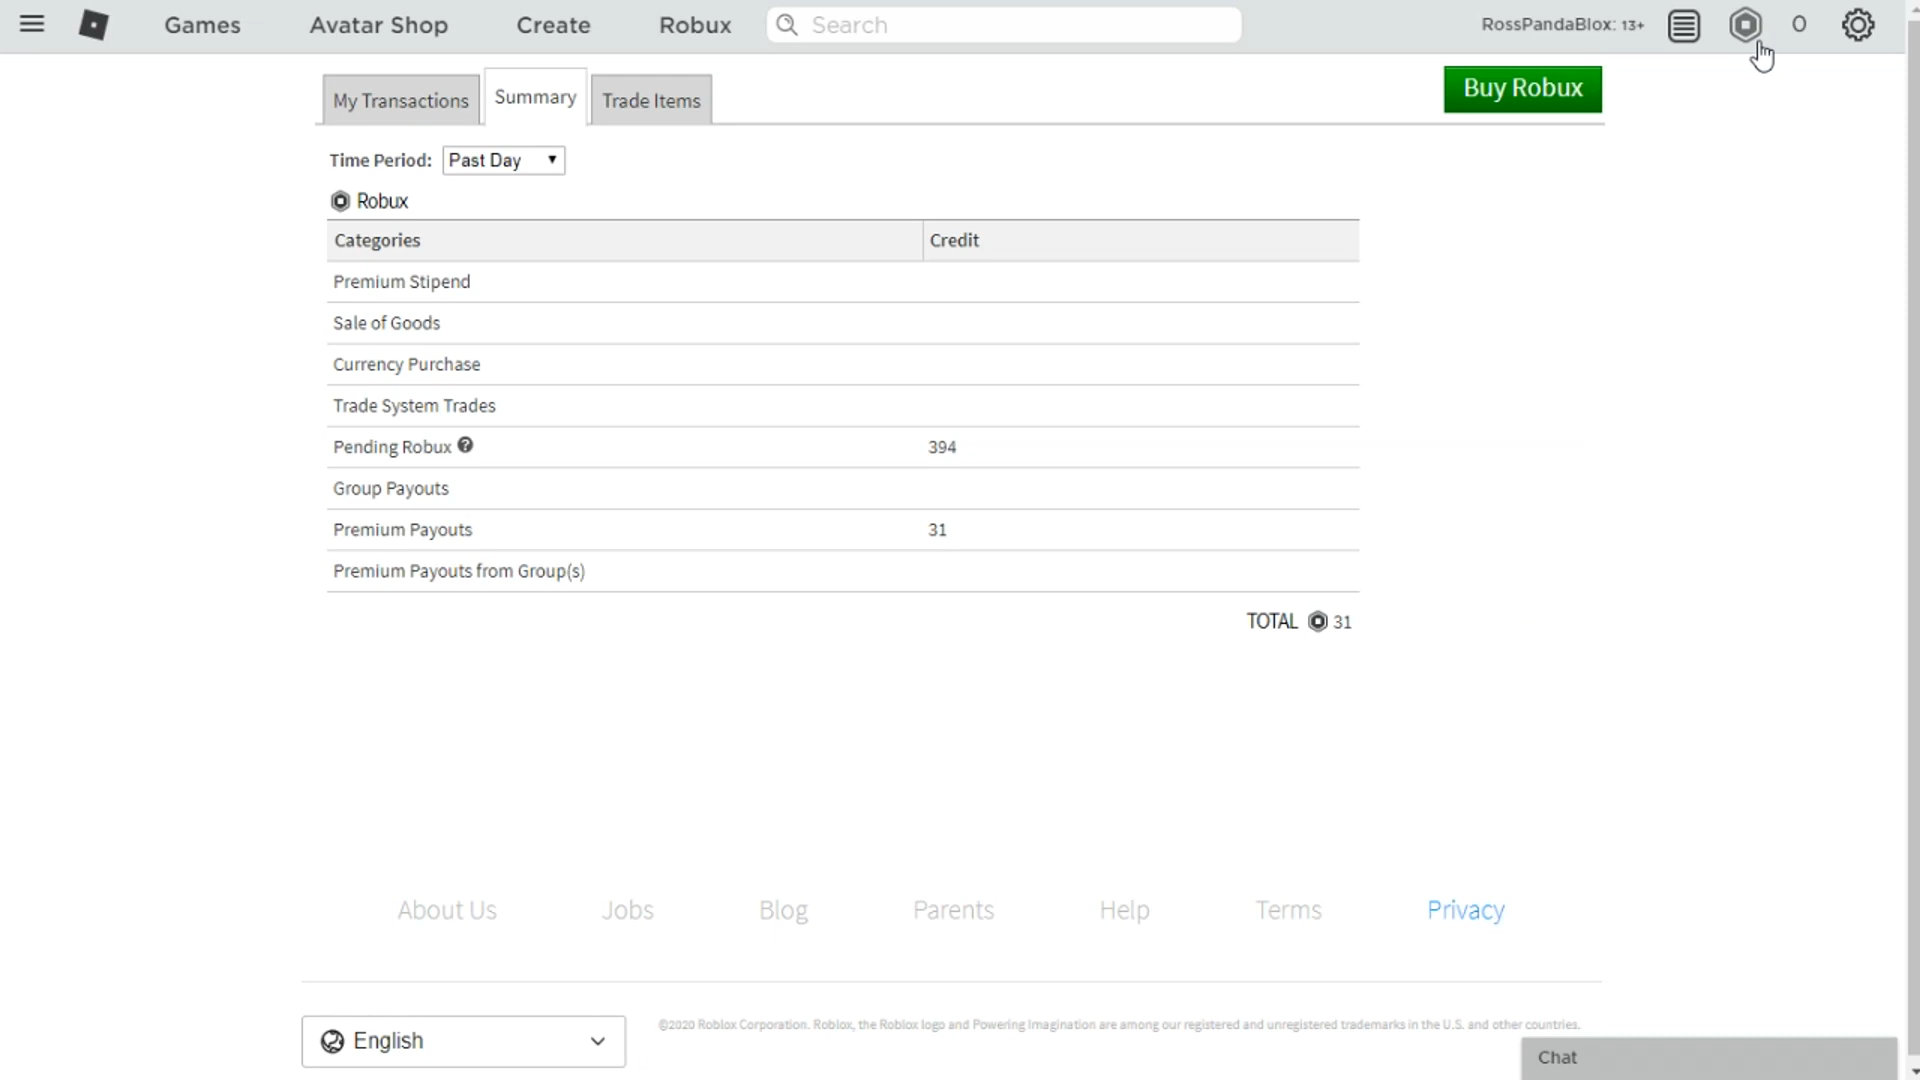 Games Avatar Shop Create Robux Search RossPandaBlox: 13+ 0
My Transactions Summary Trade Items Buy Robux
Time Period: Past Day
Robux
Categories Credit
Premium Stipend
Sale of Goods
Currency Purchase
Trade System Trades
Pending Robux ? 394
Group Payouts
Premium Payouts 31
Premium Payouts from Group(s)
TOTAL 31
About Us Jobs Blog Parents Help Terms Privacy
English
©2020 Roblox Corporation. Roblox, the Roblox logo and Powering Imagination are among our registered and unregistered trademarks in the U.S. and other countries.
Chat